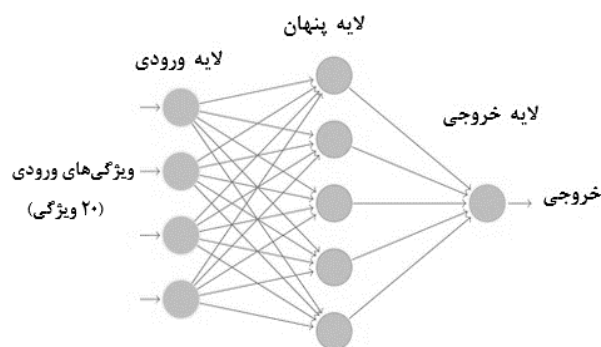 لایه پنهان
لایه ورودی
لایه خروجی
ویژگی‌های ورودی
(۲۰ ویژگی)
خروجی